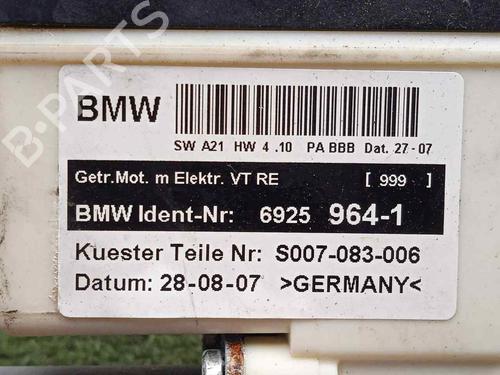 B-PARTS
BMW
SW A21 HW 4 .10 PA BBB Dat. 27-07
Getr.Mot. m Elektr. VT RE [ 999 ]
BMW Ident-Nr: 6925 964-1
Kuester Teile Nr: S007-083-006
Datum: 28-08-07 >GERMANY<